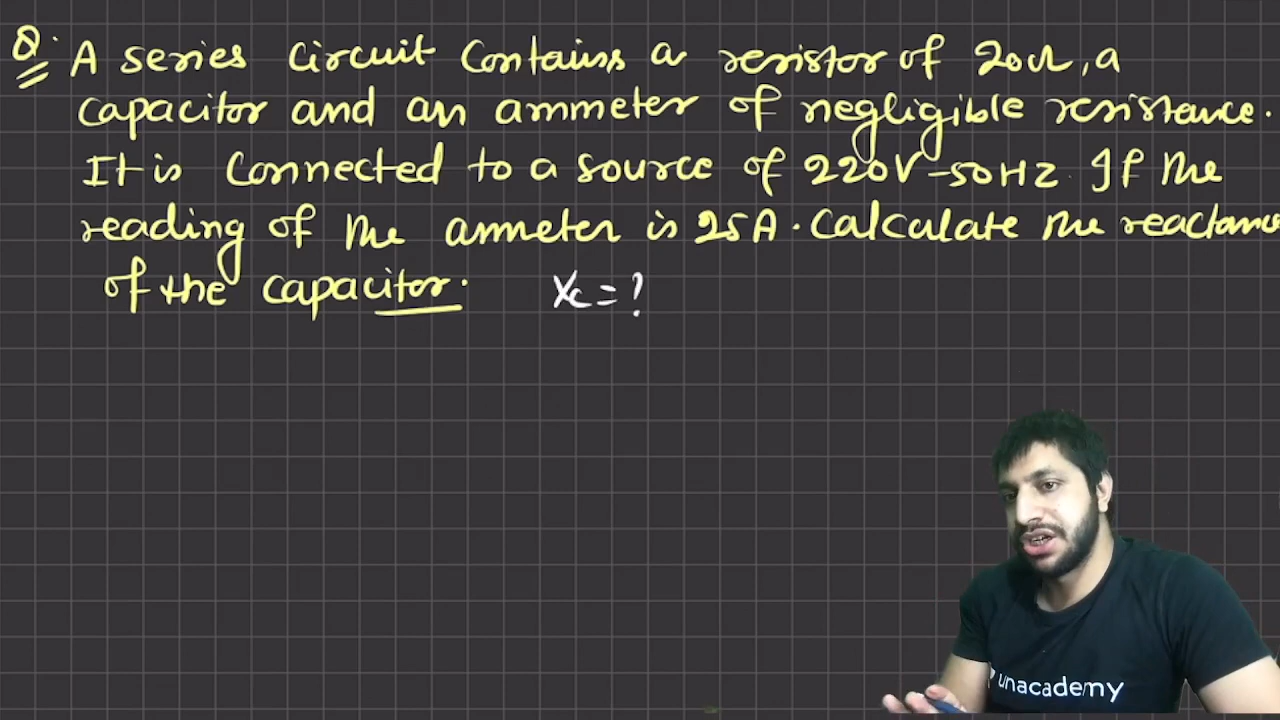 Q. A series circuit contains a resistor of 20Ω, a
capacitor and an ammeter of negligible resistance.
It is connected to a source of 220V-50HZ. If the
reading of the ammeter is 25A. Calculate the reactance
of the capacitor. Xc = ?
unacademy